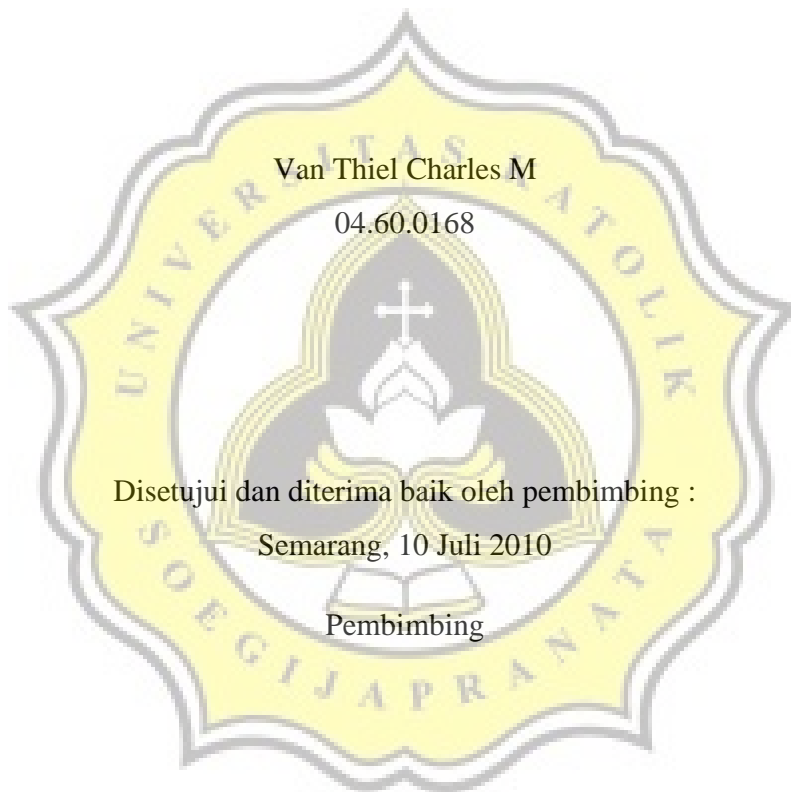 Van Thiel Charles M
04.60.0168
Disetujui dan diterima baik oleh pembimbing :
Semarang, 10 Juli 2010
Pembimbing
UNIVERSITAS KATOLIK
SOEGIJAPRANATA